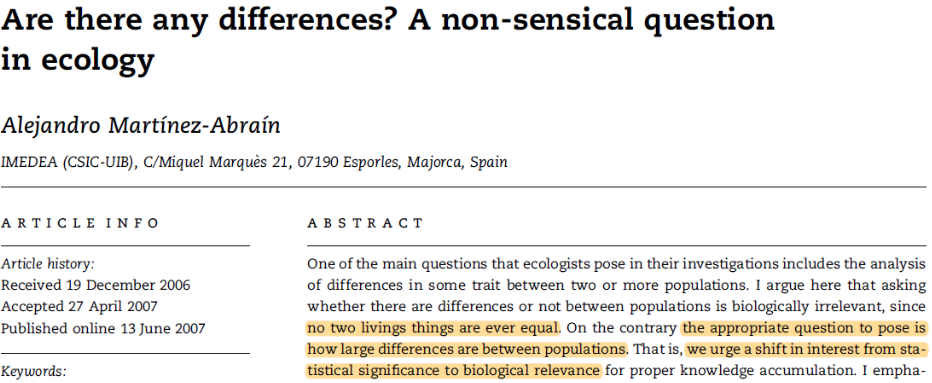 Are there any differences? A non-sensical question
in ecology
Alejandro Martínez-Abraín
IMEDEA (CSIC-UIB), C/Miquel Marquès 21, 07190 Esporles, Majorca, Spain
ARTICLE INFO
Article history:
Received 19 December 2006
Accepted 27 April 2007
Published online 13 June 2007
Keywords:
ABSTRACT
One of the main questions that ecologists pose in their investigations includes the analysis
of differences in some trait between two or more populations. I argue here that asking
whether there are differences or not between populations is biologically irrelevant, since
no two livings things are ever equal. On the contrary the appropriate question to pose is
how large differences are between populations. That is, we urge a shift in interest from sta-
tistical significance to biological relevance for proper knowledge accumulation. I empha-